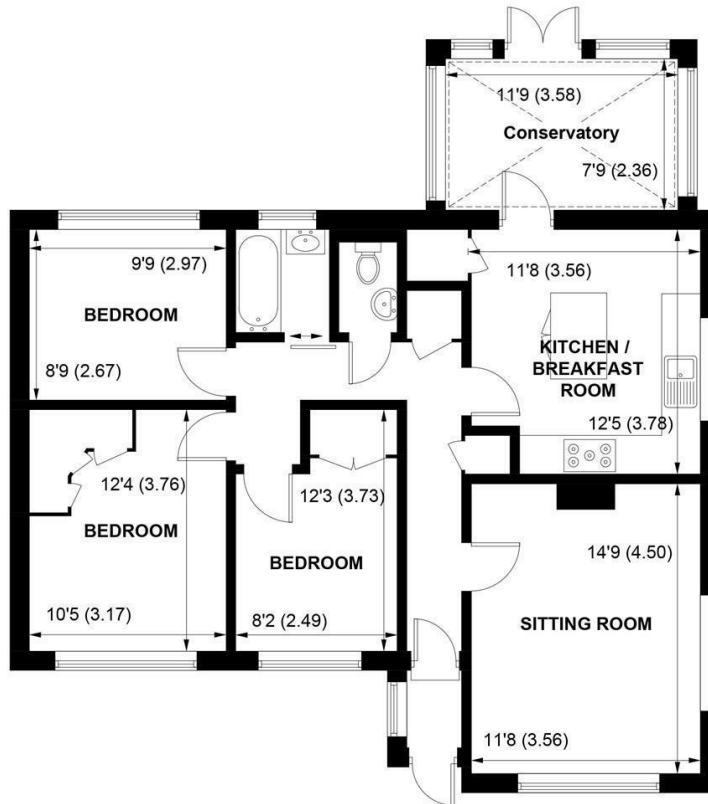 11'9 (3.58)
Conservatory
7'9 (2.36)
9'9 (2.97)
BEDROOM
8'9 (2.67)
11'8 (3.56)
KITCHEN /
BREAKFAST
ROOM
12'5 (3.78)
12'4 (3.76)
BEDROOM
10'5 (3.17)
12'3 (3.73)
BEDROOM
8'2 (2.49)
14'9 (4.50)
SITTING ROOM
11'8 (3.56)